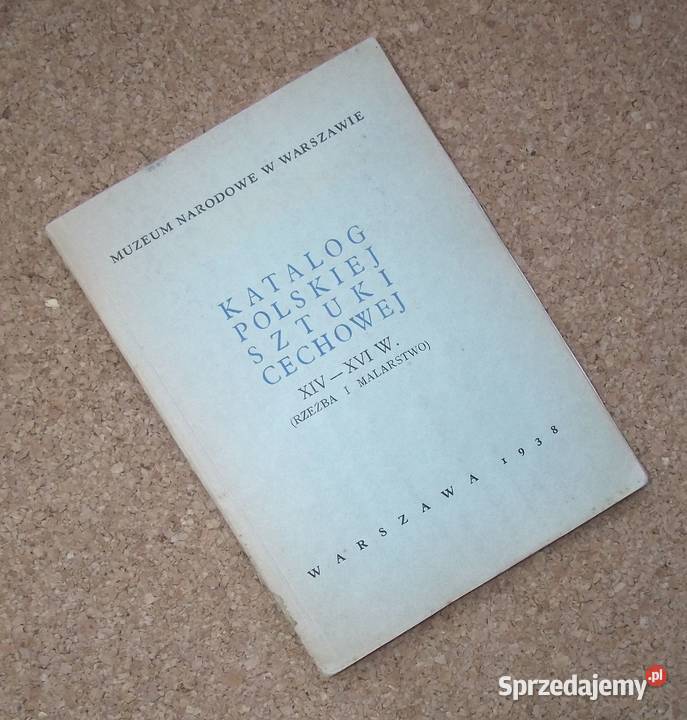 MUZEUM NARODOWE W WARSZAWIE
KATALOG
POLSKIEJ
SZTUKI
CECHOWEJ
XIV — XVI W.
(RZEŹBA I MALARSTWO)
WARSZAWA 1938
Sprzedajemy.pl